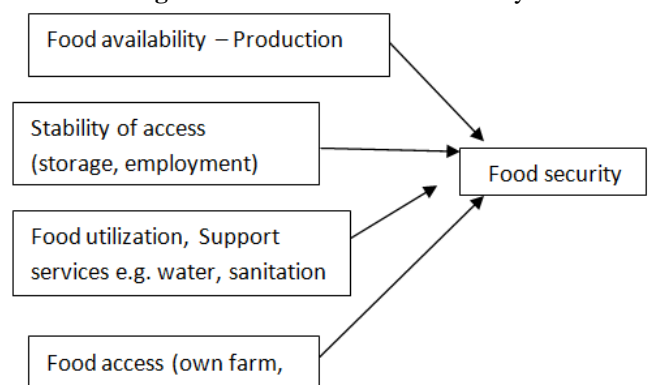 Food availability – Production
Stability of access
(storage, employment)
Food security
Food utilization, Support
services e.g. water, sanitation
Food access (own farm,